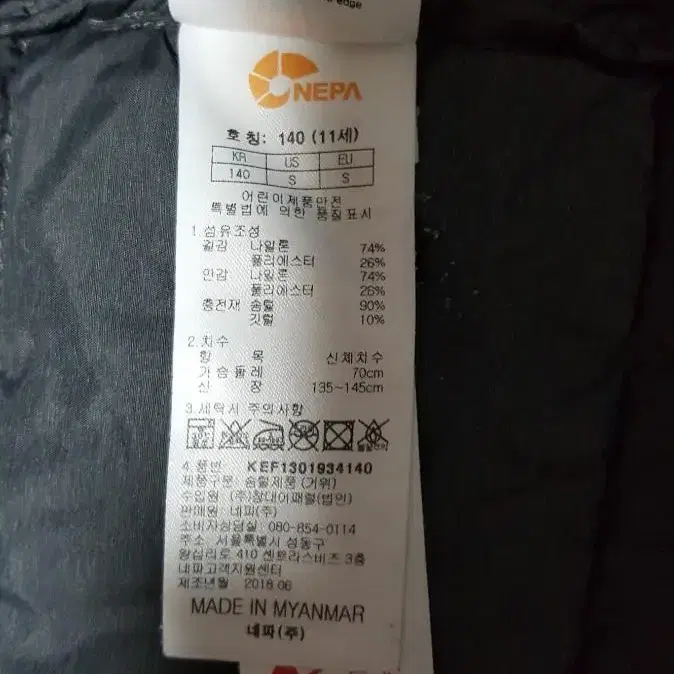 edge
NEPA
호 칭: 140 (11세)
KR US EU
140 S S
어린이제품안전
특별법에 의한 품질표시
1.섬유조성
겉감 나일론 74%
폴리에스터 26%
안감 나일론 74%
폴리에스터 26%
충전재 솜털 90%
깃털 10%
2.치수
항 목 신체치수
가슴둘레 70cm
신 장 135~145cm
3.세탁시 주의사항
4.품번 KEF1301934140
제품구분 솜털제품 (거위)
수입원 (주)창대어패럴(법인)
판매원 네파(주)
소비자상담실 080-854-0114
주소 서울특별시 성동구
왕십리로 410 센트라스비즈 3층
네파고객지원센터
제조년월 2018.06
MADE IN MYANMAR
네파(주)